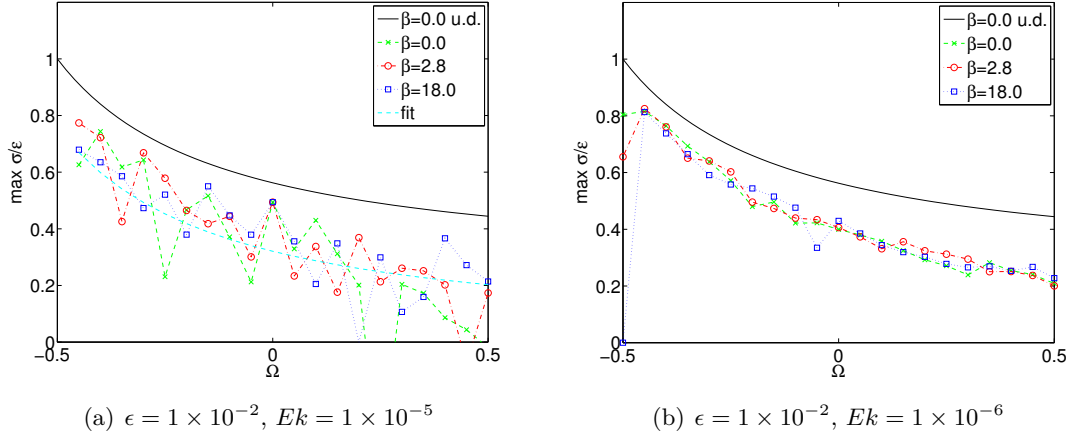 max σ/ε
1
0.8
0.6
0.4
0.2
0
−0.5
0
0.5
Ω
β=0.0 u.d.
β=0.0
β=2.8
β=18.0
fit
(a) ϵ = 1 × 10⁻², Ek = 1 × 10⁻⁵
max σ/ε
1
0.8
0.6
0.4
0.2
0
−0.5
0
0.5
Ω
β=0.0 u.d.
β=0.0
β=2.8
β=18.0
(b) ϵ = 1 × 10⁻², Ek = 1 × 10⁻⁶